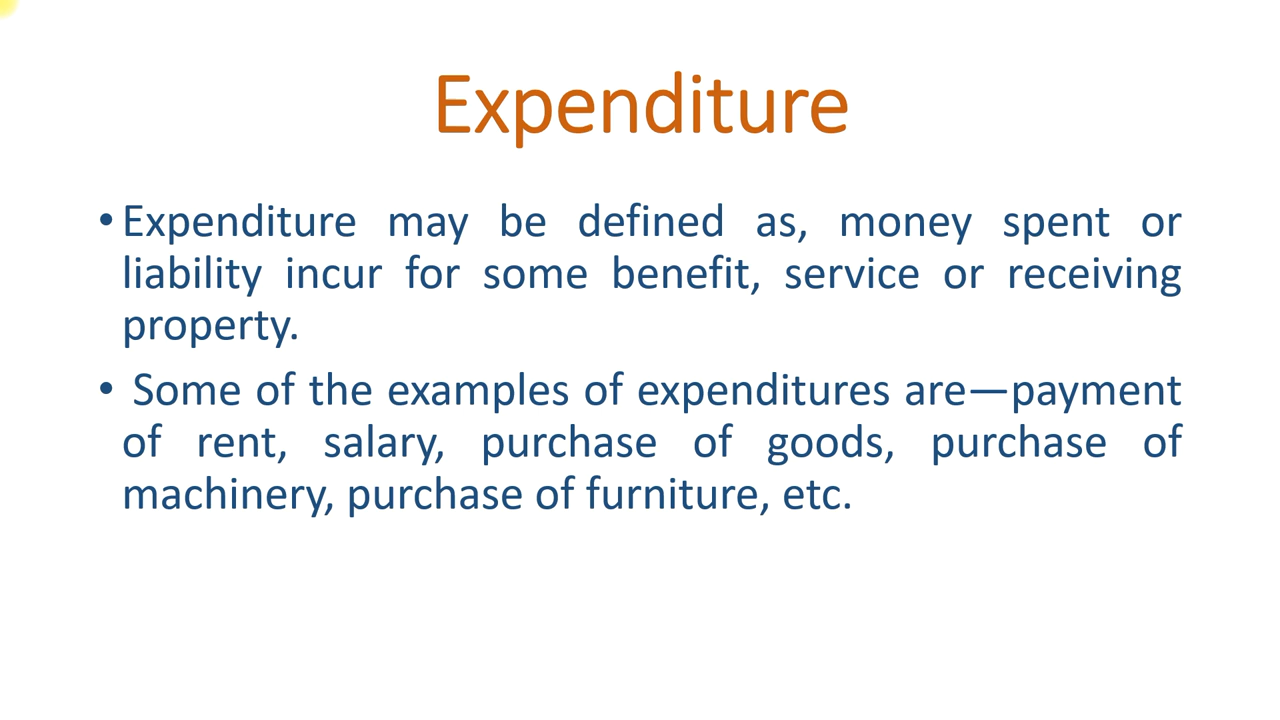 Expenditure
•Expenditure may be defined as, money spent or
liability incur for some benefit, service or receiving
property.
• Some of the examples of expenditures are—payment
of rent, salary, purchase of goods, purchase of
machinery, purchase of furniture, etc.